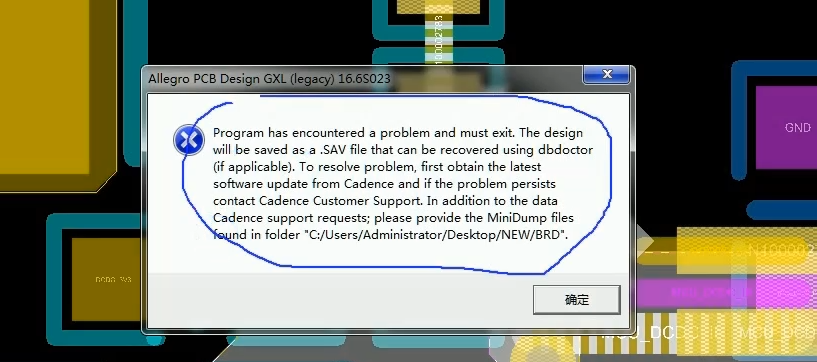 Allegro PCB Design GXL (legacy) 16.6S023
Program has encountered a problem and must exit. The design
will be saved as a .SAV file that can be recovered using dbdoctor
(if applicable). To resolve problem, first obtain the latest
software update from Cadence and if the problem persists
contact Cadence Customer Support. In addition to the data
Cadence support requests; please provide the MiniDump files
found in folder "C:/Users/Administrator/Desktop/NEW/BRD".
确定
GND